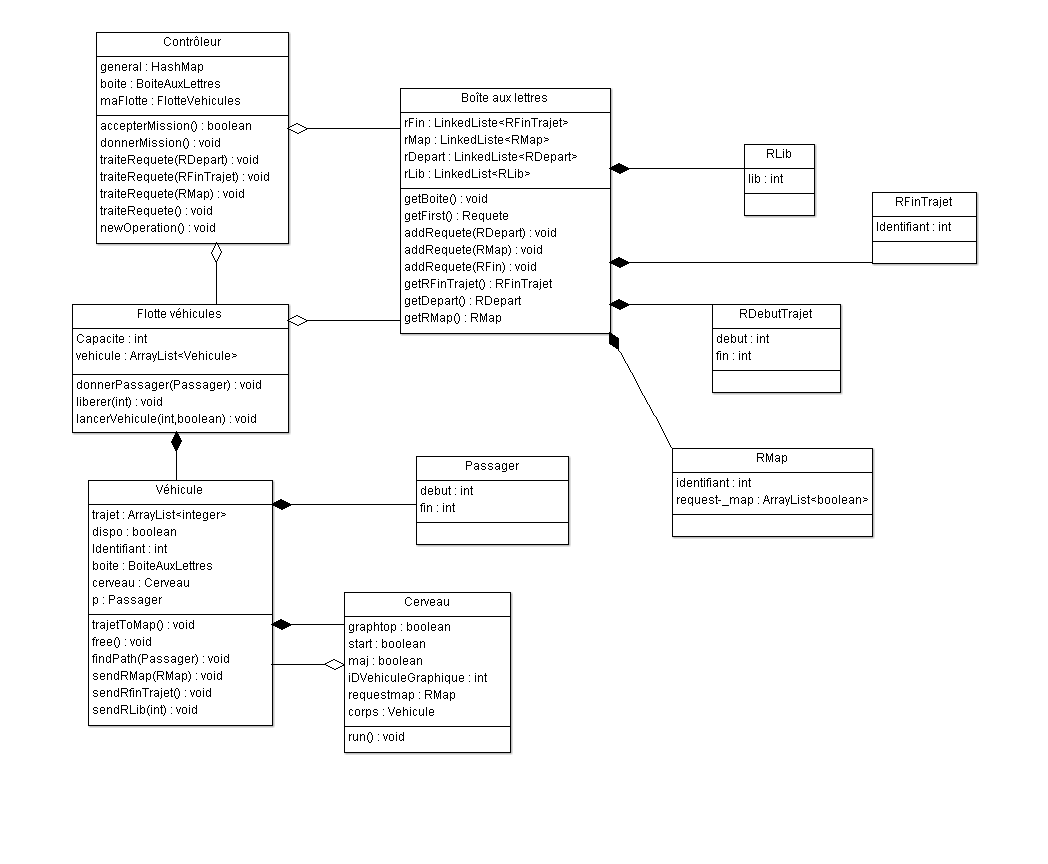 Contrôleur
general : HashMap
boite : BoiteAuxLettres
maFlotte : FlotteVehicules
accepterMission() : boolean
donnerMission() : void
traiteRequete(RDepart) : void
traiteRequete(RFinTrajet) : void
traiteRequete(RMap) : void
traiteRequete() : void
newOperation() : void
Boîte aux lettres
rFin : LinkedListe<RFinTrajet>
rMap : LinkedListe<RMap>
rDepart : LinkedListe<RDepart>
rLib : LinkedList<RLib>
getBoite() : void
getFirst() : Requete
addRequete(RDepart) : void
addRequete(RMap) : void
addRequete(RFin) : void
getRFinTrajet() : RFinTrajet
getDepart() : RDepart
getRMap() : RMap
RLib
lib : int
RFinTrajet
Identifiant : int
RDebutTrajet
debut : int
fin : int
RMap
identifiant : int
request-_map : ArrayList<boolean>
Flotte véhicules
Capacite : int
vehicule : ArrayList<Vehicule>
donnerPassager(Passager) : void
liberer(int) : void
lancerVehicule(int,boolean) : void
Véhicule
trajet : ArrayList<integer>
dispo : boolean
Identifiant : int
boite : BoiteAuxLettres
cerveau : Cerveau
p : Passager
trajetToMap() : void
free() : void
findPath(Passager) : void
sendRMap(RMap) : void
sendRfinTrajet() : void
sendRLib(int) : void
Passager
debut : int
fin : int
Cerveau
graphtop : boolean
start : boolean
maj : boolean
iDVehiculeGraphique : int
requestmap : RMap
corps : Vehicule
run() : void